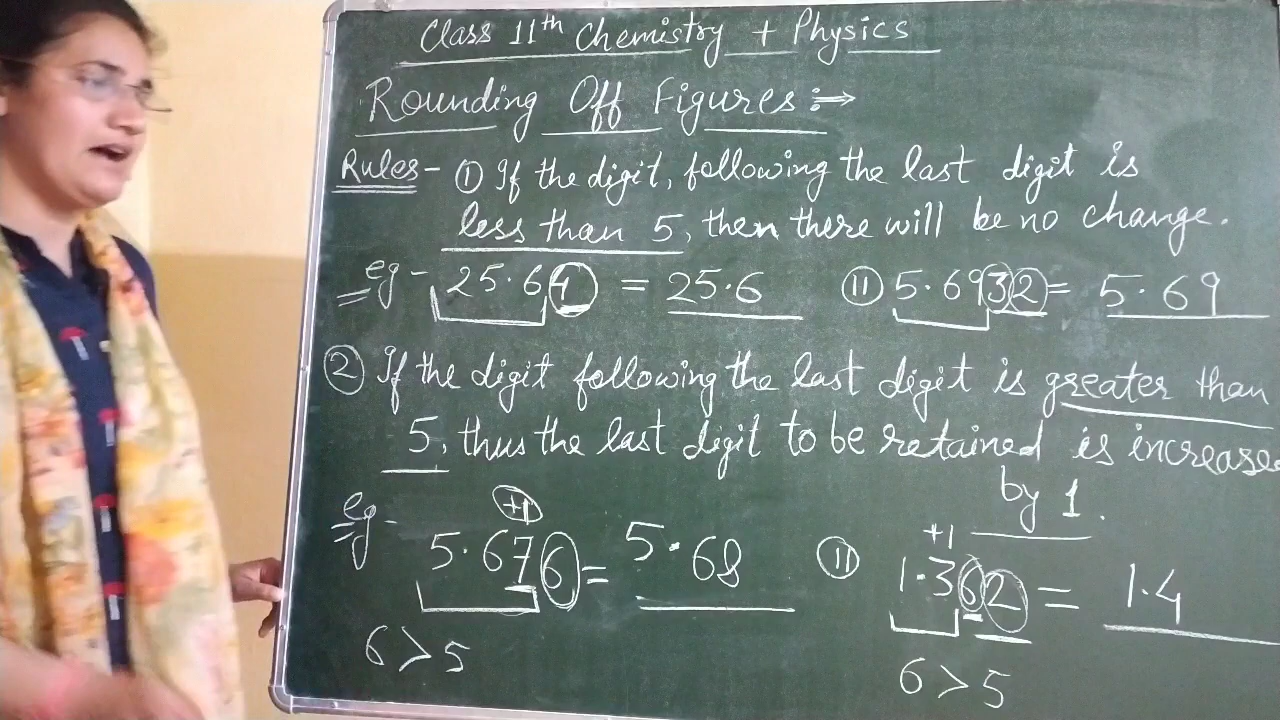 Class 11th Chemistry + Physics
Rounding Off Figures :⇒
Rules - ① If the digit, following the last digit is
less than 5, then there will be no change.
eg - 25.64 = 25.6 ⑪ 5.6932 = 5.69
② If the digit following the last digit is greater than
5, thus the last digit to be retained is increase
by 1.
eg - +1 +1
5.676 = 5.68 ⑪ 1.362 = 1.4
6 > 5 6 > 5